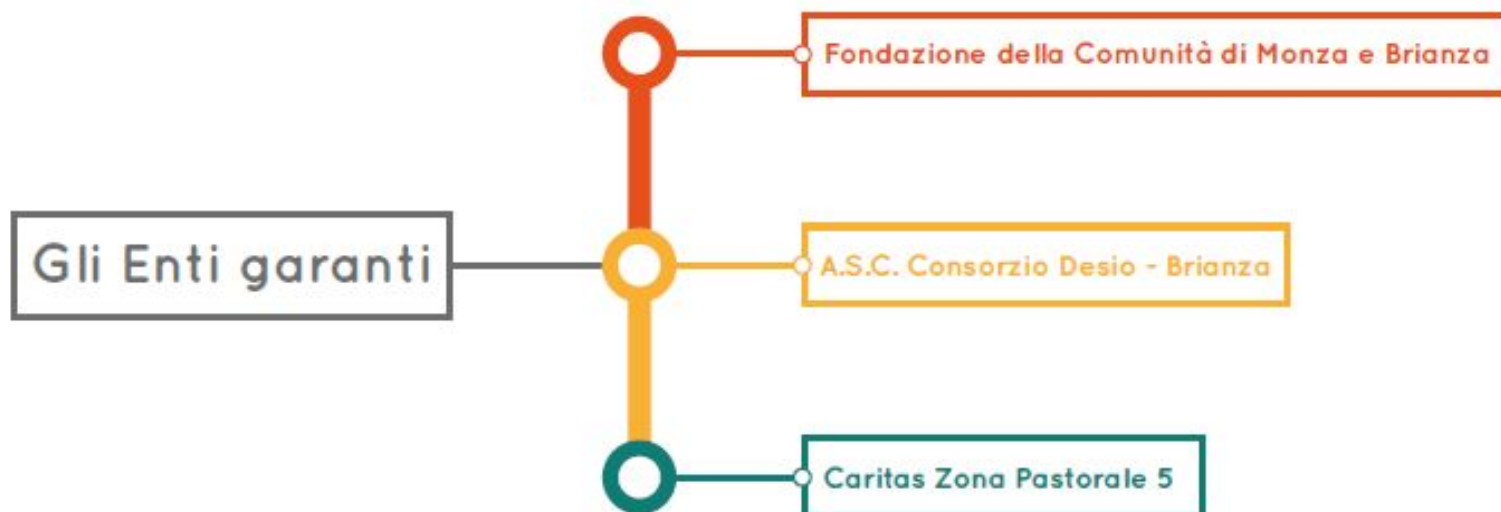 Fondazione della Comunità di Monza e Brianza
Gli Enti garanti
A.S.C. Consorzio Desio - Brianza
Caritas Zona Pastorale 5